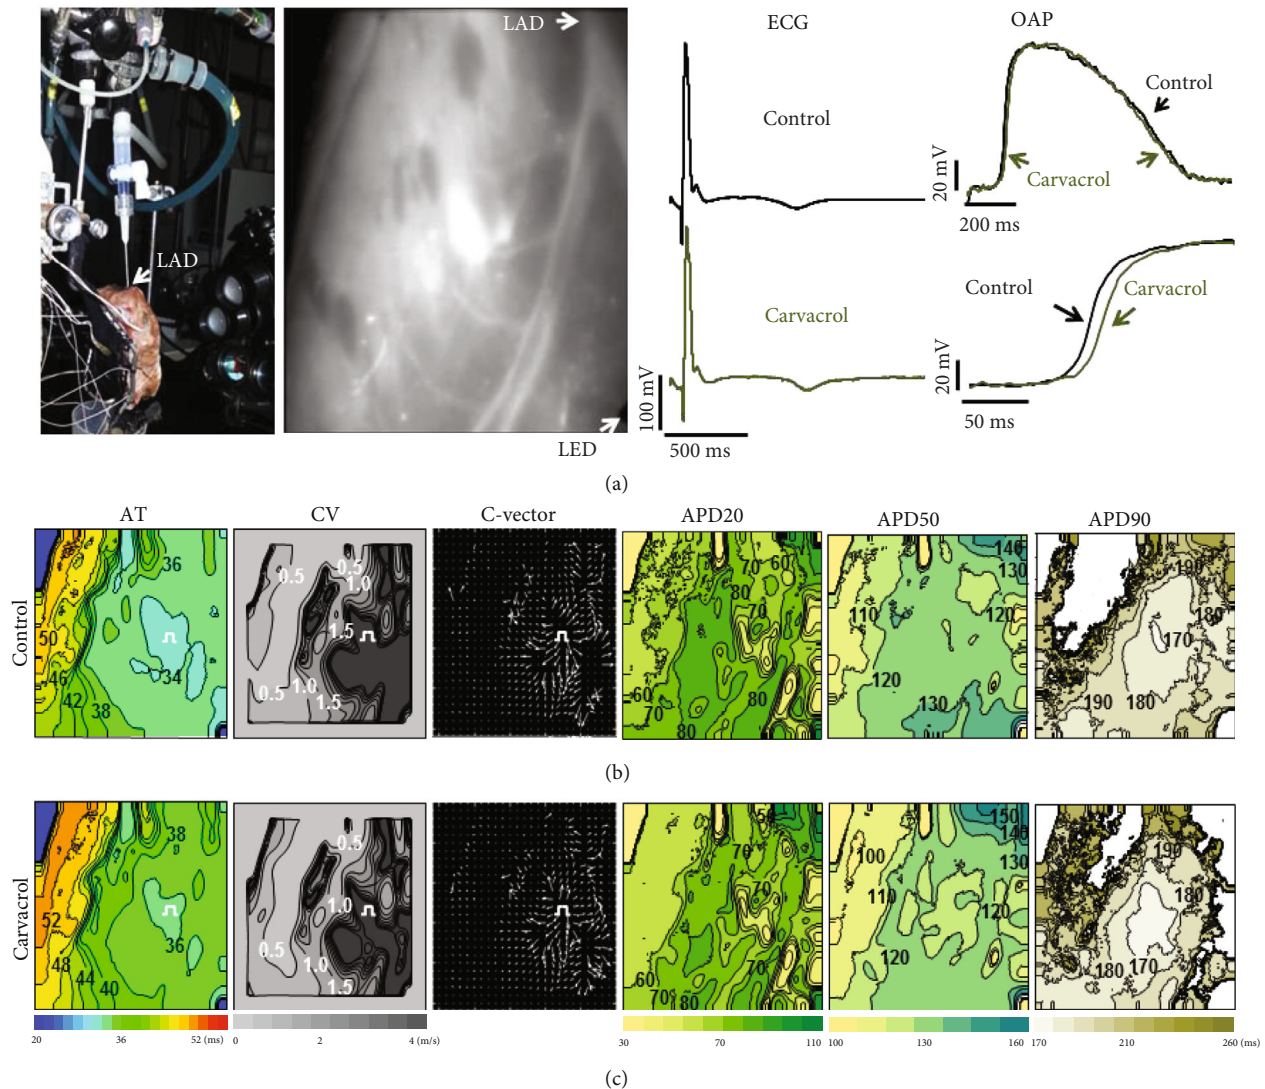 LAD
LAD
LED
ECG
Control
Carvacrol
100 mV
500 ms
OAP
Control
Carvacrol
20 mV
200 ms
Control
Carvacrol
20 mV
50 ms
(a)
AT CV C-vector APD20 APD50 APD90
Control
36
50
46
42
38
34
0.5
0.5
1.0
1.5
0.5
1.0
1.5
70
60
80
70
60
70
80
80
140
130
110
120
120
130
190
180
170
190
180
(b)
Carvacrol
38
52
48
44
40
36
0.5
1.0
0.5
1.0
1.5
50
70
70
60
70
80
70
150
140
130
100
110
120
120
190
180
180
170
20 36 52 (ms)
0 2 4 (m/s)
30 70 110
100 130 160
170 210 260 (ms)
(c)